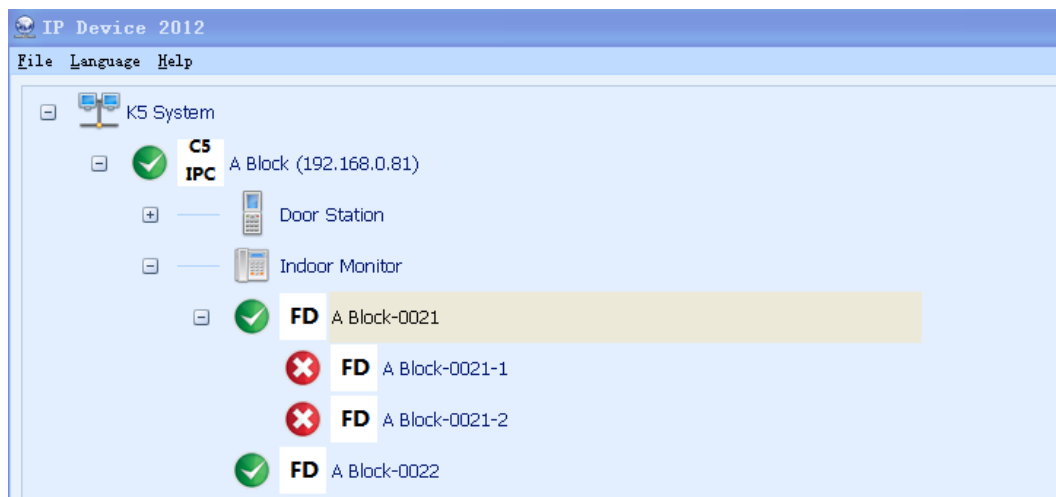 IP Device 2012
File Language Help
K5 System
C5
IPC
A Block (192.168.0.81)
Door Station
Indoor Monitor
FD A Block-0021
FD A Block-0021-1
FD A Block-0021-2
FD A Block-0022